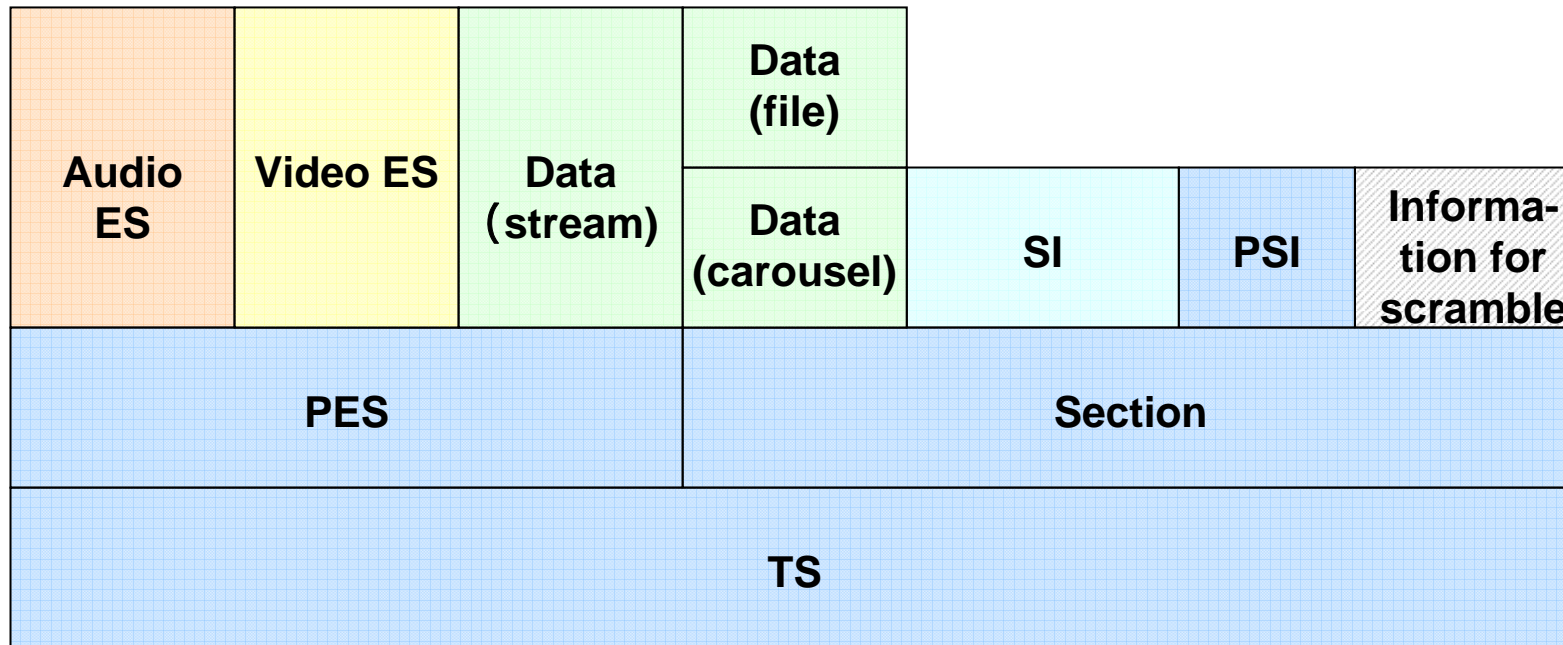 Audio
ES
Video ES
Data
（stream)
Data
(file)
Data
(carousel)
SI
PSI
Informa-
tion for
scramble
PES
Section
TS